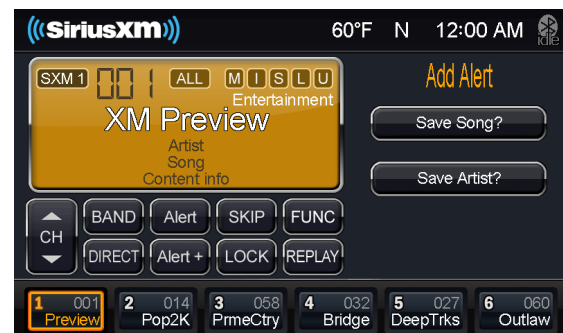 ((SiriusXM)) 60°F N 12:00 AM
idle
SXM 1 001 ALL M I S L U
Entertainment
XM Preview
Artist
Song
Content info
Add Alert
Save Song?
Save Artist?
CH
BAND Alert SKIP FUNC
DIRECT Alert + LOCK REPLAY
1 001 Preview
2 014 Pop2K
3 058 PrmeCtry
4 032 Bridge
5 027 DeepTrks
6 060 Outlaw